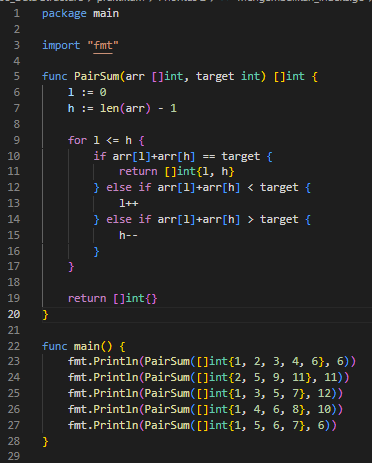 1 package main
2
3 import "fmt"
4
5 func PairSum(arr []int, target int) []int {
6 l := 0
7 h := len(arr) - 1
8
9 for l <= h {
10 if arr[l]+arr[h] == target {
11 return []int{l, h}
12 } else if arr[l]+arr[h] < target {
13 l++
14 } else if arr[l]+arr[h] > target {
15 h--
16 }
17 }
18
19 return []int{}
20 }
21
22 func main() {
23 fmt.Println(PairSum([]int{1, 2, 3, 4, 6}, 6))
24 fmt.Println(PairSum([]int{2, 5, 9, 11}, 11))
25 fmt.Println(PairSum([]int{1, 3, 5, 7}, 12))
26 fmt.Println(PairSum([]int{1, 4, 6, 8}, 10))
27 fmt.Println(PairSum([]int{1, 5, 6, 7}, 6))
28 }
29